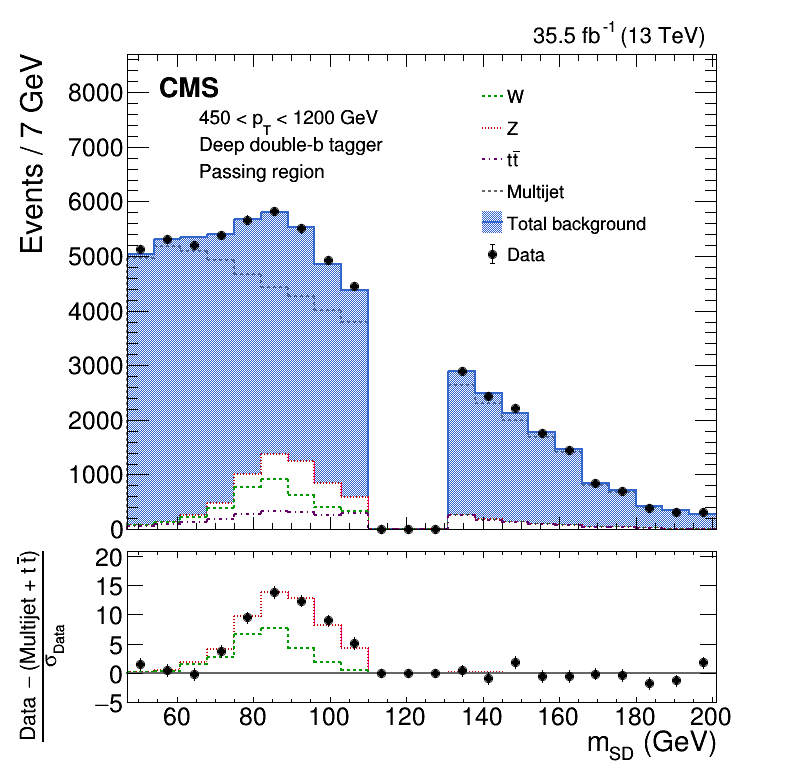 35.5 fb⁻¹ (13 TeV)
Events / 7 GeV
CMS
450 < p_T < 1200 GeV
Deep double-b tagger
Passing region
W
Z
tt̄
Multijet
Total background
Data
8000
7000
6000
5000
4000
3000
2000
1000
0
Data − (Multijet + tt̄)
σ_Data
20
15
10
5
0
−5
60 80 100 120 140 160 180 200
m_SD (GeV)